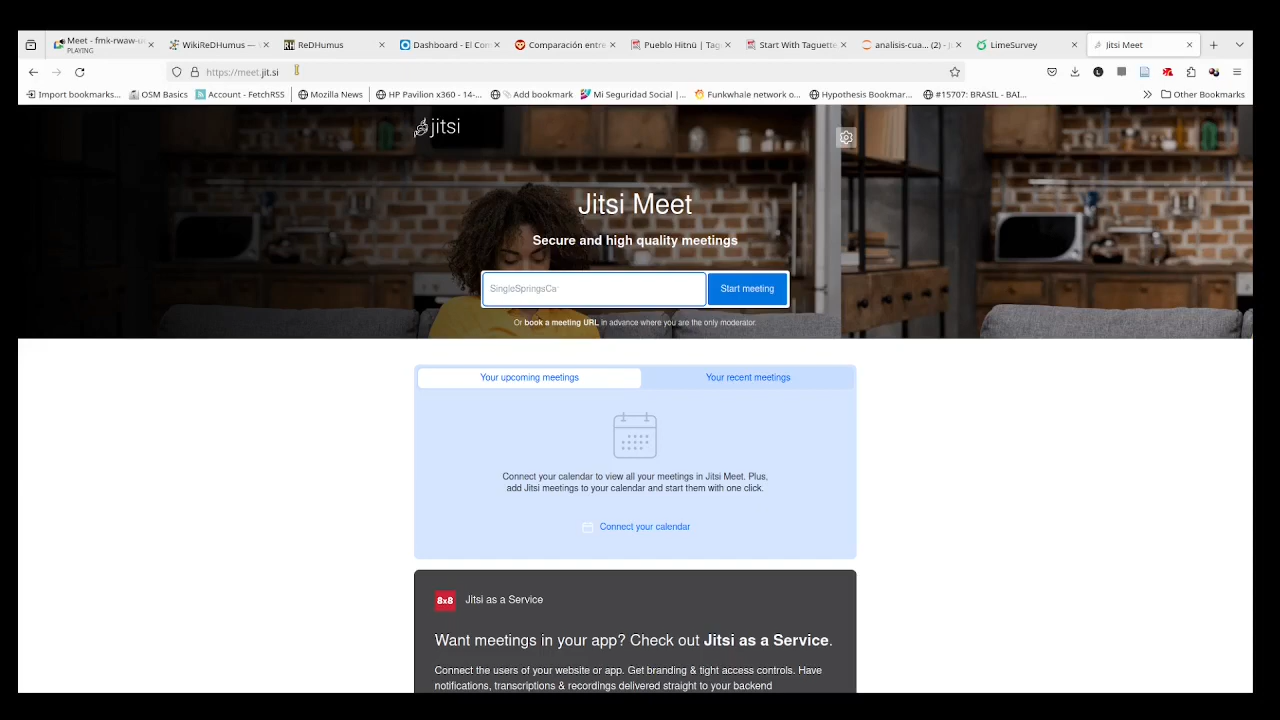 Meet - fmk-rwaw-u
PLAYING
WikiReDHumus —
ReDHumus
Dashboard - El Con
Comparación entre
Pueblo Hitnü | Tag
Start With Taguette
analisis-cua… (2) - J
LimeSurvey
Jitsi Meet
https://meet.jit.si
Import bookmarks...
OSM Basics
Account - FetchRSS
Mozilla News
HP Pavilion x360 - 14-...
Add bookmark
Mi Seguridad Social |...
Funkwhale network o...
Hypothesis Bookmar...
#15707: BRASIL - BAI...
Other Bookmarks
jitsi
Jitsi Meet
Secure and high quality meetings
SingleSpringsCa
Start meeting
Or book a meeting URL in advance where you are the only moderator.
Your upcoming meetings
Your recent meetings
Connect your calendar to view all your meetings in Jitsi Meet. Plus,
add Jitsi meetings to your calendar and start them with one click.
Connect your calendar
8x8
Jitsi as a Service
Want meetings in your app? Check out Jitsi as a Service.
Connect the users of your website or app. Get branding & tight access controls. Have
notifications, transcriptions & recordings delivered straight to your backend